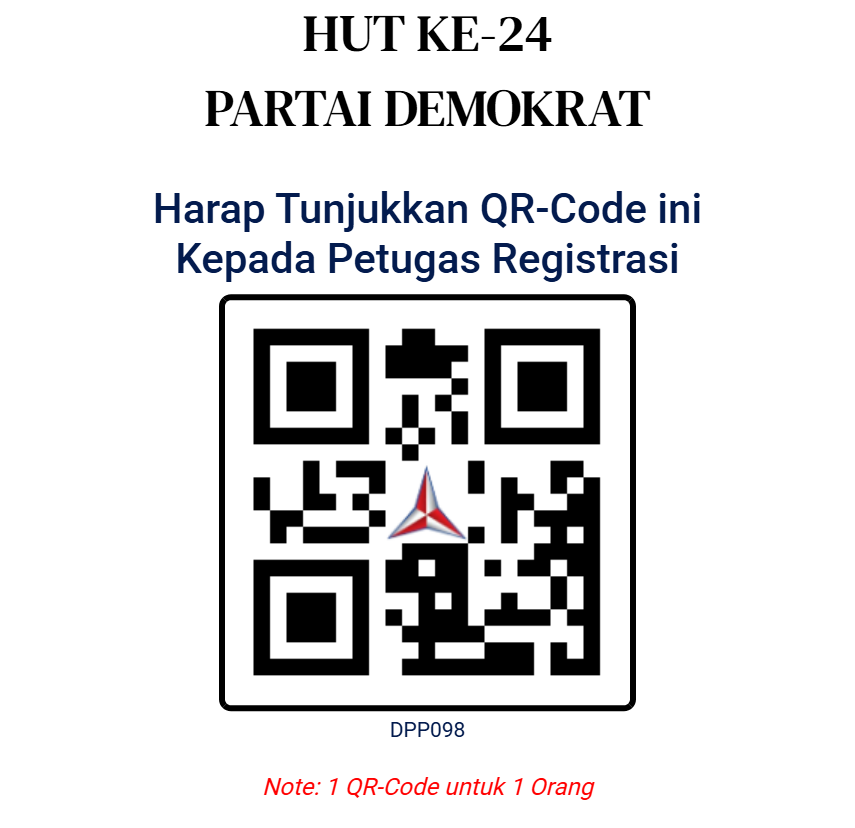 HUT KE-24
PARTAI DEMOKRAT
Harap Tunjukkan QR-Code ini
Kepada Petugas Registrasi
DPP098
Note: 1 QR-Code untuk 1 Orang